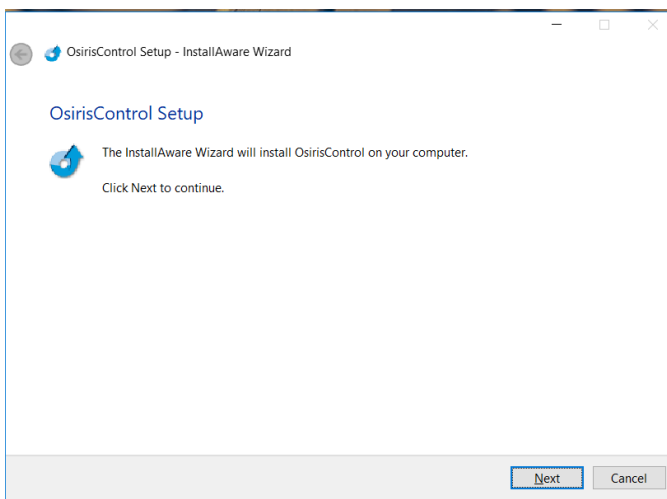 OsirisControl Setup - InstallAware Wizard
OsirisControl Setup
The InstallAware Wizard will install OsirisControl on your computer.
Click Next to continue.
Next
Cancel